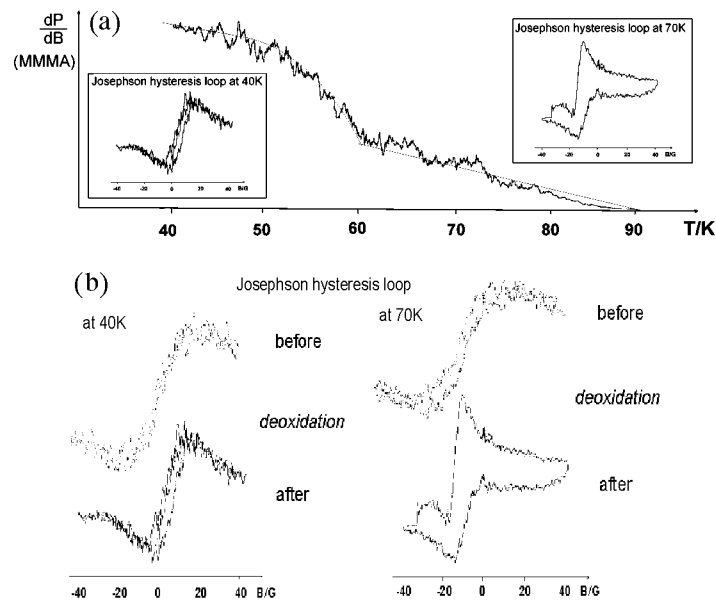 dP
dB
(MMMA)
(a)
Josephson hysteresis loop at 40K
-40 -20 0 20 40 B/G
Josephson hysteresis loop at 70K
-40 -20 0 20 40 B/G
40 50 60 70 80 90 T/K
(b)
Josephson hysteresis loop
at 40K
before
deoxidation
after
-40 -20 0 20 40 B/G
at 70K
before
deoxidation
after
-40 -20 0 20 40 B/G